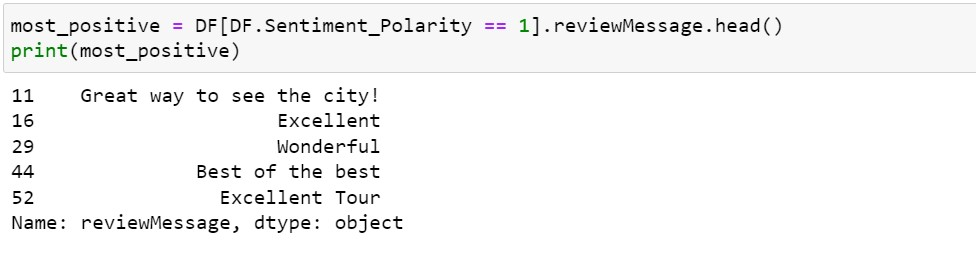 most_positive = DF[DF.Sentiment_Polarity == 1].reviewMessage.head()
print(most_positive)
11    Great way to see the city!
16                     Excellent
29                     Wonderful
44              Best of the best
52                Excellent Tour
Name: reviewMessage, dtype: object